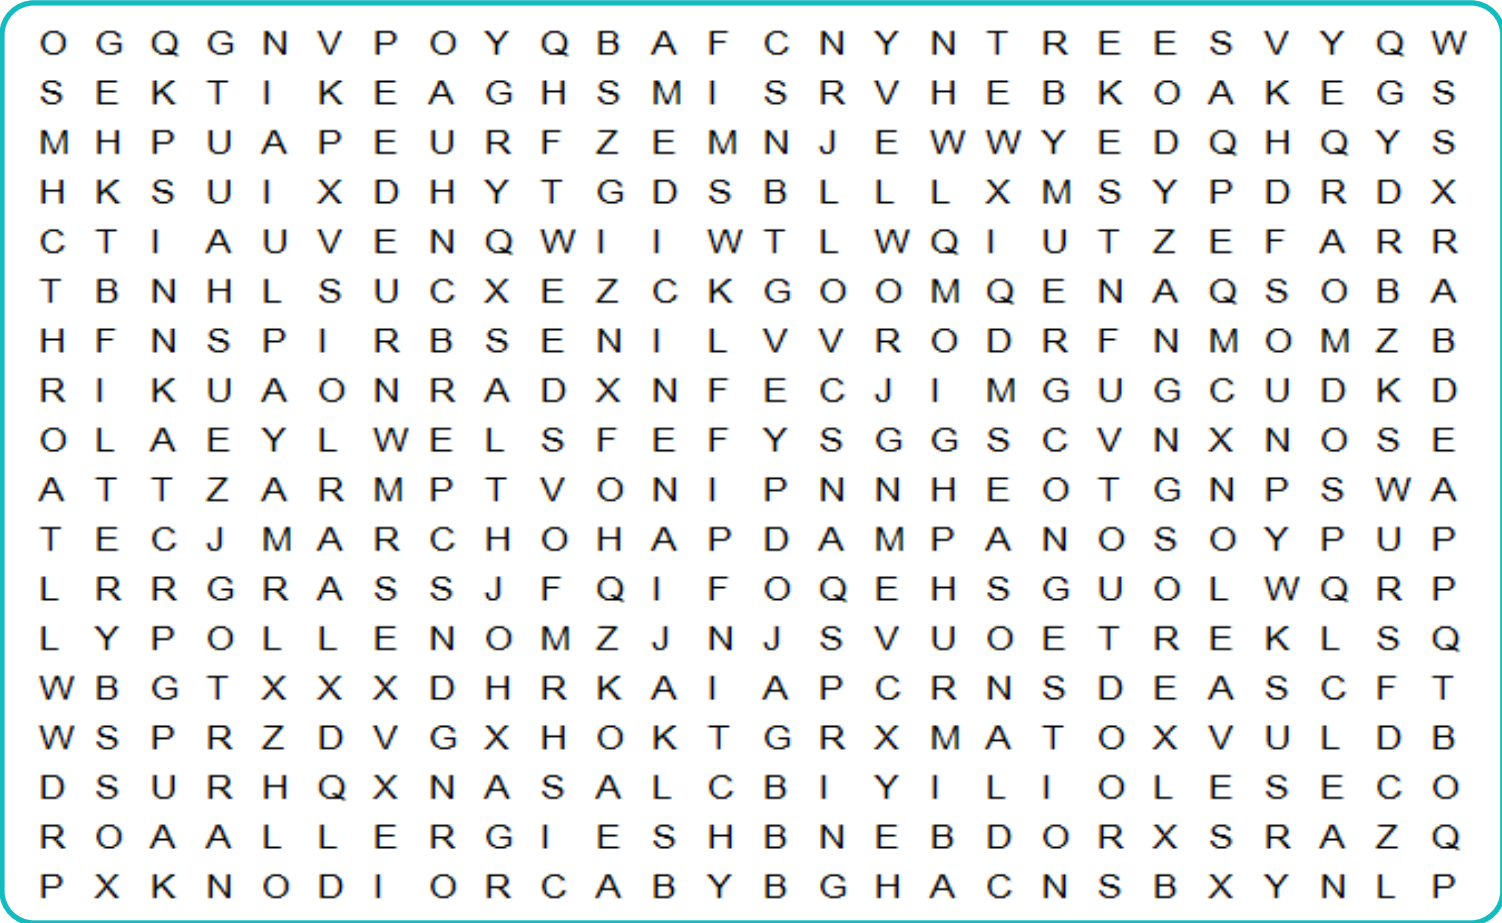 O G Q G N V P O Y Q B A F C N Y N T R E E S V Y Q W
S E K T I K E A G H S M I S R V H E B K O A K E G S
M H P U A P E U R F Z E M N J E W W Y E D Q H Q Y S
H K S U I X D H Y T G D S B L L L X M S Y P D R D X
C T I A U V E N Q W I I W T L W Q I U T Z E F A R R
T B N H L S U C X E Z C K G O O M Q E N A Q S O B A
H F N S P I R B S E N I L V V R O D R F N M O M Z B
R I K U A O N R A D X N F E C J I M G U G C U D K D
O L A E Y L W E L S F E F Y S G G S C V N X N O S E
A T T Z A R M P T V O N I P N N H E O T G N P S W A
T E C J M A R C H O H A P D A M P A N O S O Y P U P
L R R G R A S S J F Q I F O Q E H S G U O L W Q R P
L Y P O L L E N O M Z J N J S V U O E T R E K L S Q
W B G T X X X D H R K A I A P C R N S D E A S C F T
W S P R Z D V G X H O K T G R X M A T O X V U L D B
D S U R H Q X N A S A L C B I Y I L I O L E S E C O
R O A A L L E R G I E S H B N E B D O R X S R A Z Q
P X K N O D I O R C A B Y B G H A C N S B X Y N L P